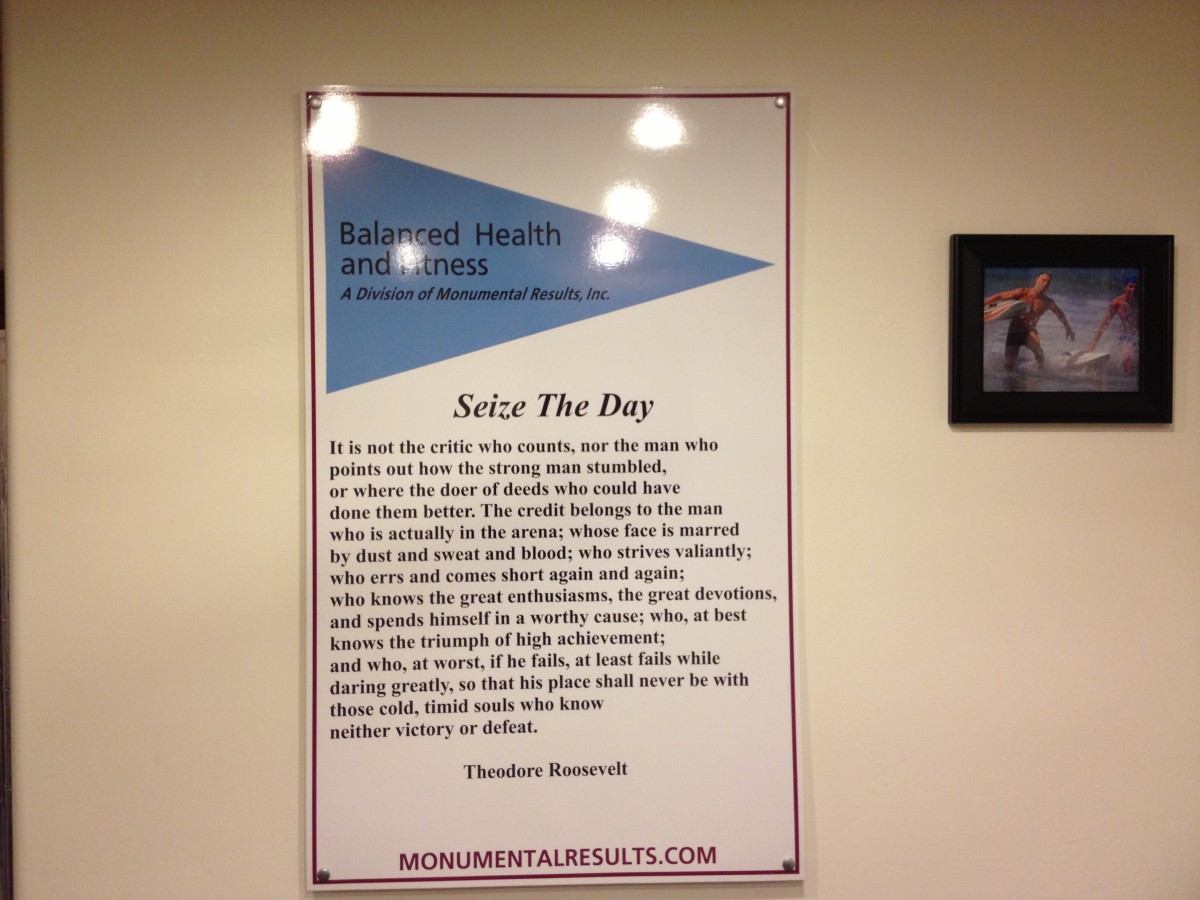 Balanced Health
and Fitness
A Division of Monumental Results, Inc.
Seize The Day
It is not the critic who counts, nor the man who
points out how the strong man stumbled,
or where the doer of deeds who could have
done them better. The credit belongs to the man
who is actually in the arena; whose face is marred
by dust and sweat and blood; who strives valiantly;
who errs and comes short again and again;
who knows the great enthusiasms, the great devotions,
and spends himself in a worthy cause; who, at best
knows the triumph of high achievement;
and who, at worst, if he fails, at least fails while
daring greatly, so that his place shall never be with
those cold, timid souls who know
neither victory or defeat.
Theodore Roosevelt
MONUMENTALRESULTS.COM